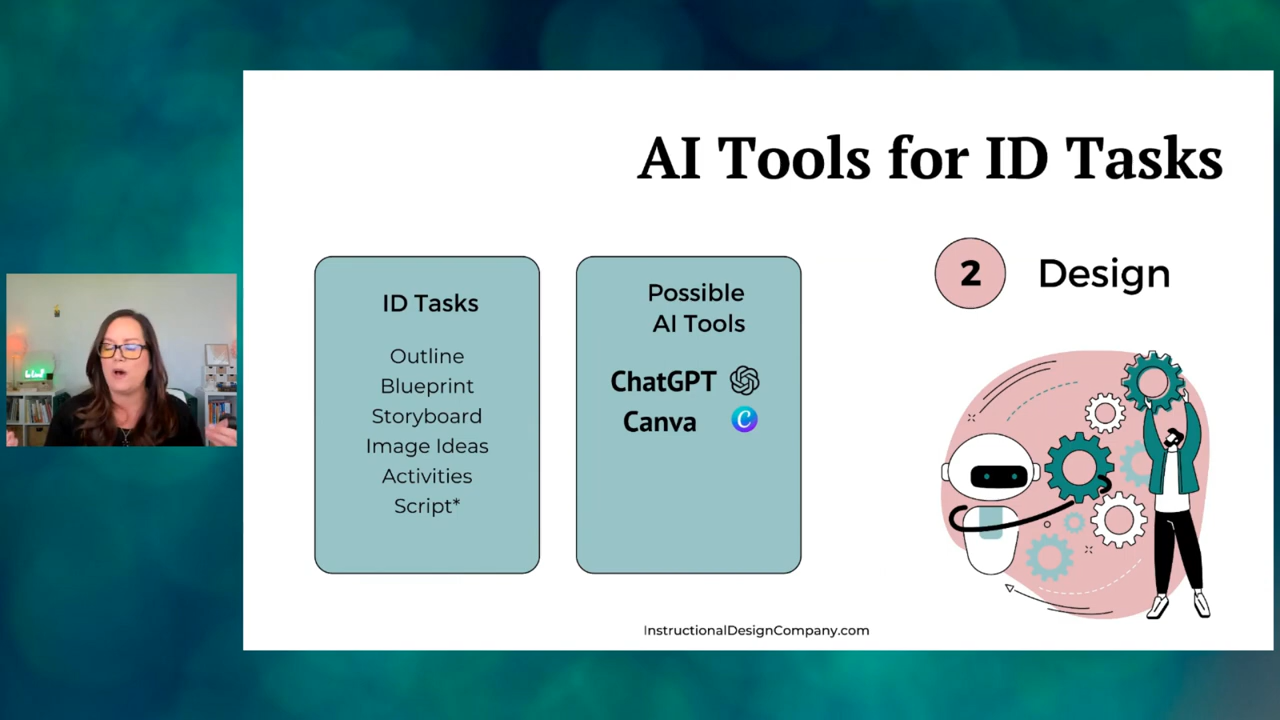 AI Tools for ID Tasks
2 Design
ID Tasks
Outline
Blueprint
Storyboard
Image Ideas
Activities
Script*
Possible
AI Tools
ChatGPT
Canva
InstructionalDesignCompany.com